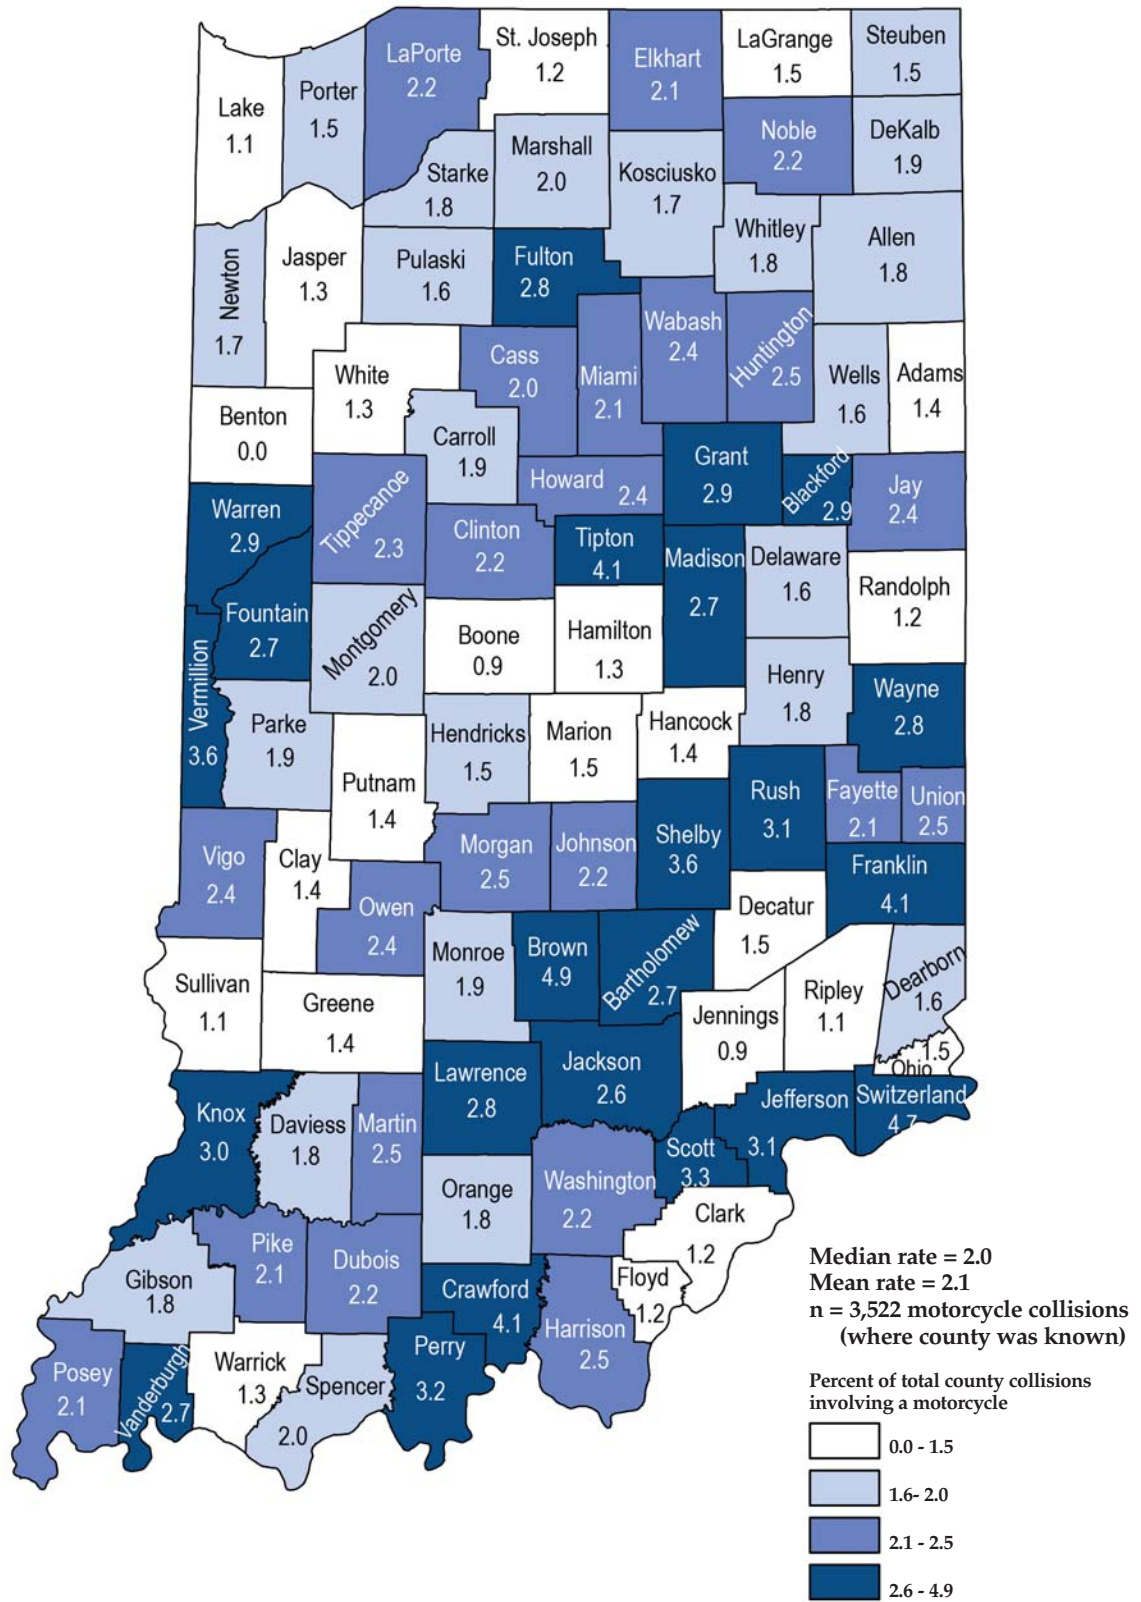 LaPorte
2.2
St. Joseph
1.2
Elkhart
2.1
LaGrange
1.5
Steuben
1.5
Lake
1.1
Porter
1.5
Noble
2.2
DeKalb
1.9
Starke
1.8
Marshall
2.0
Kosciusko
1.7
Whitley
1.8
Allen
1.8
Newton
1.7
Jasper
1.3
Pulaski
1.6
Fulton
2.8
Wabash
2.4
Huntington
2.5
White
1.3
Cass
2.0
Miami
2.1
Wells
1.6
Adams
1.4
Benton
0.0
Carroll
1.9
Howard
2.4
Grant
2.9
Blackford
2.9
Jay
2.4
Warren
2.9
Tippecanoe
2.3
Clinton
2.2
Tipton
4.1
Madison
2.7
Delaware
1.6
Randolph
1.2
Fountain
2.7
Montgomery
2.0
Boone
0.9
Hamilton
1.3
Vermillion
3.6
Parke
1.9
Henry
1.8
Wayne
2.8
Hendricks
1.5
Marion
1.5
Hancock
1.4
Putnam
1.4
Rush
3.1
Fayette
2.1
Union
2.5
Vigo
2.4
Clay
1.4
Morgan
2.5
Johnson
2.2
Shelby
3.6
Franklin
4.1
Owen
2.4
Decatur
1.5
Monroe
1.9
Brown
4.9
Bartholomew
2.7
Sullivan
1.1
Greene
1.4
Jennings
0.9
Ripley
1.1
Dearborn
1.6
1.5
Ohio
Lawrence
2.8
Jackson
2.6
Knox
3.0
Daviess
1.8
Martin
2.5
Jefferson
3.1
Switzerland
4.7
Scott
3.3
Orange
1.8
Washington
2.2
Clark
1.2
Gibson
1.8
Pike
2.1
Dubois
2.2
Crawford
4.1
Floyd
1.2
Harrison
2.5
Posey
2.1
Vanderburgh
2.7
Warrick
1.3
Spencer
2.0
Perry
3.2
Median rate = 2.0
Mean rate = 2.1
n = 3,522 motorcycle collisions
(where county was known)
Percent of total county collisions
involving a motorcycle
0.0 - 1.5
1.6- 2.0
2.1 - 2.5
2.6 - 4.9